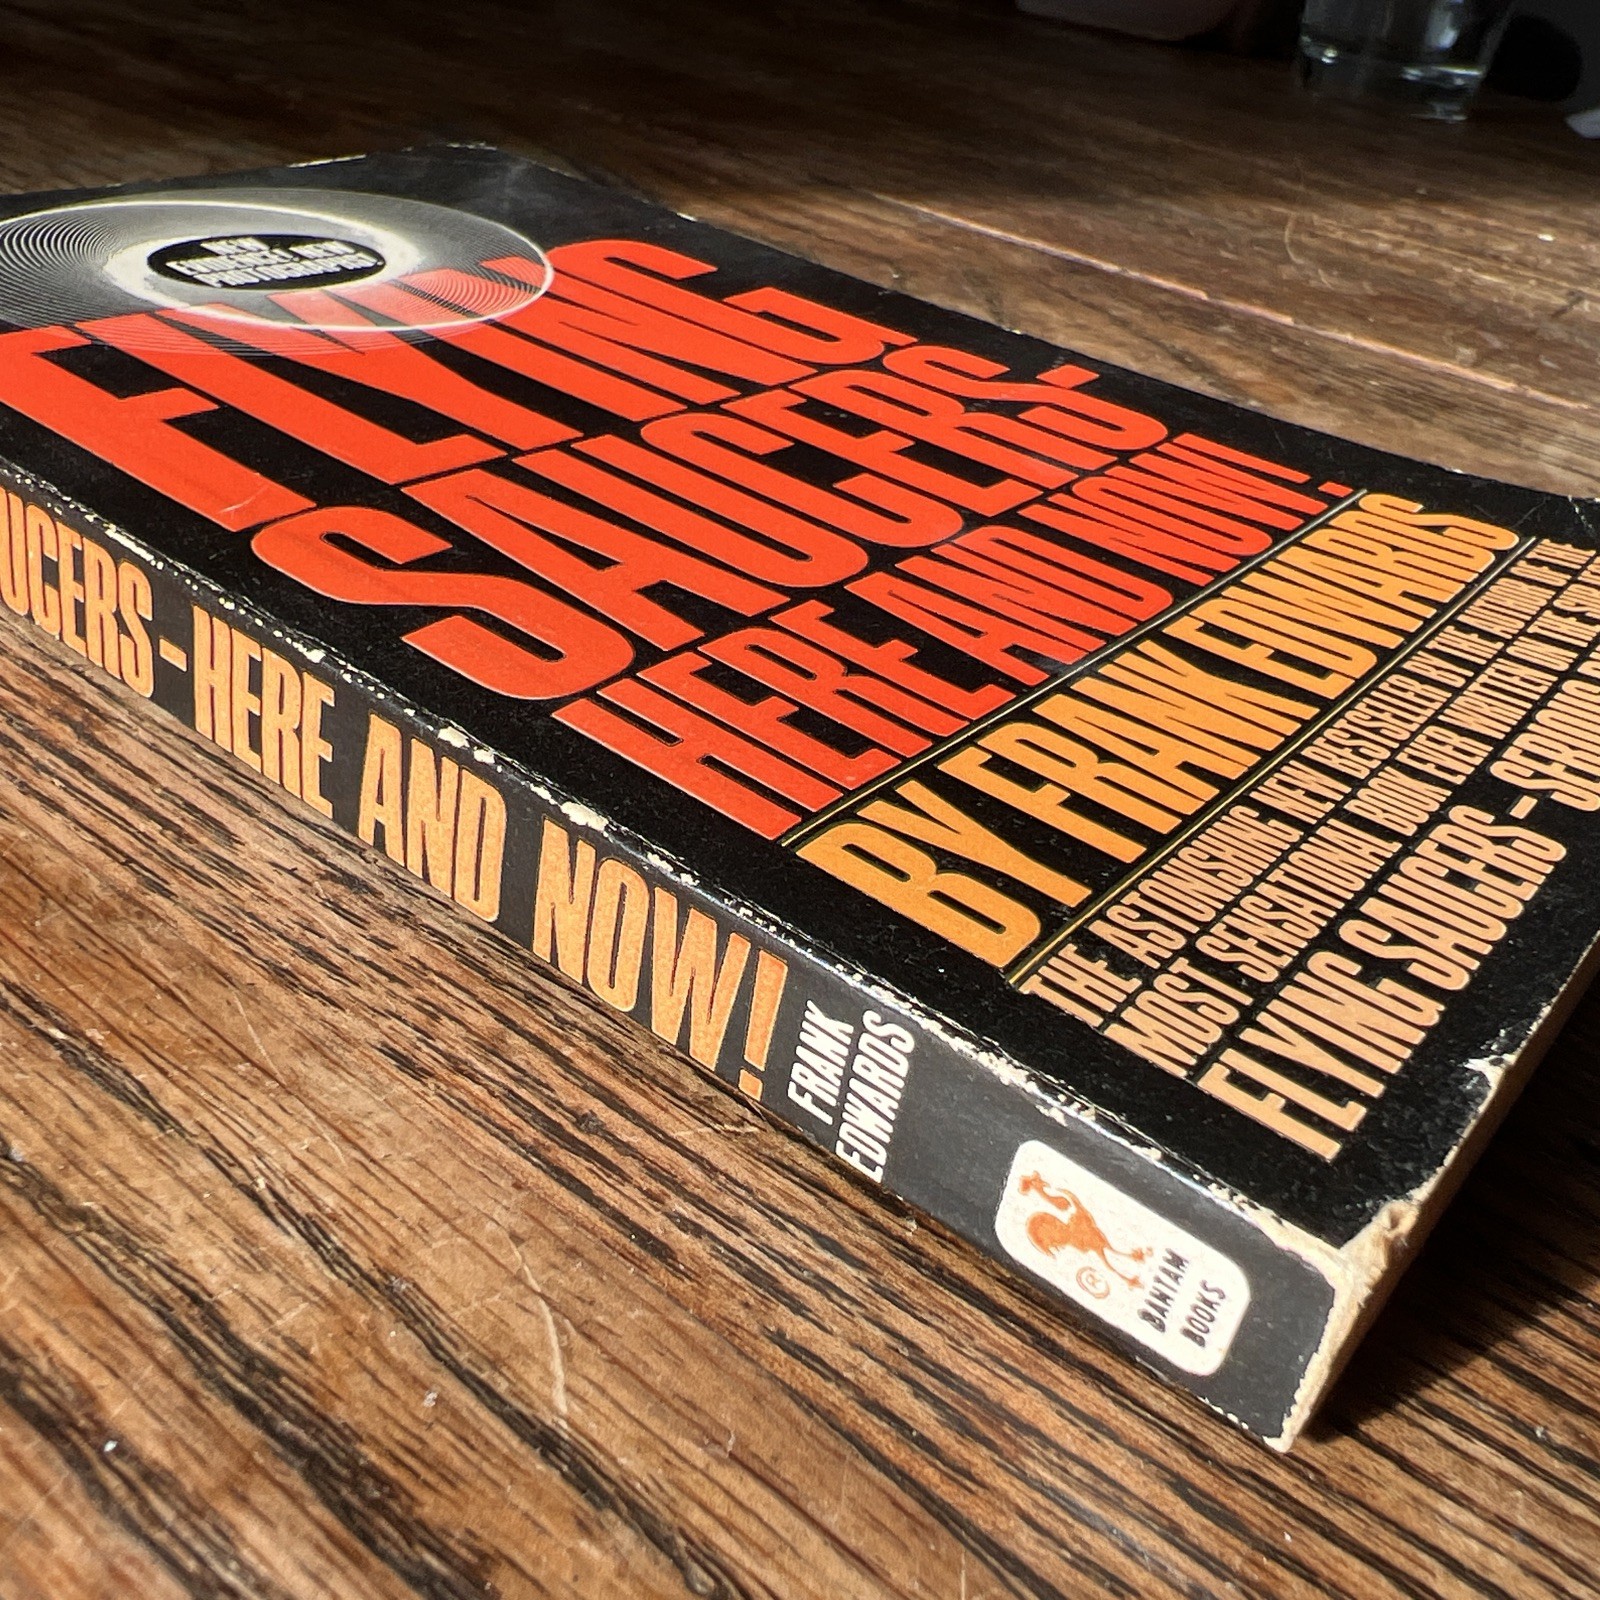 NEW
EVIDENCE! NEW
PHOTOGRAPHS!
FLYING
SAUCERS-
HERE AND NOW!
BY FRANK EDWARDS
THE ASTONISHING NEW BESTSELLER BY THE AUTHOR OF THE
MOST SENSATIONAL BOOK EVER WRITTEN ON THE
FLYING SAUCERS – SERIOUS
UCERS – HERE AND NOW!
FRANK
EDWARDS
®
BANTAM
BOOKS